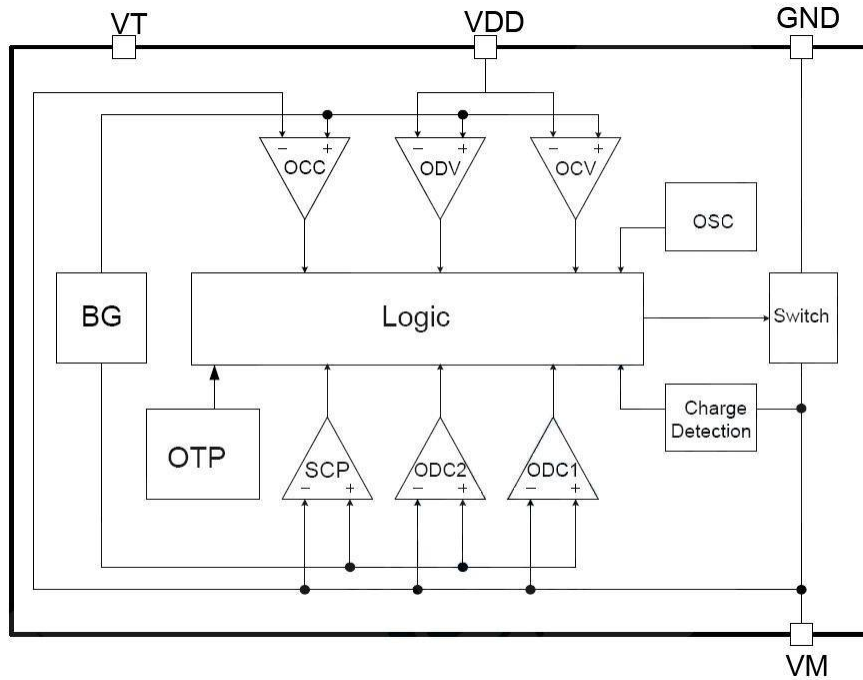 VT
VDD
GND
− +
− +
− +
OCC
ODV
OCV
OSC
BG
Logic
Switch
Charge
Detection
OTP
SCP
ODC2
ODC1
− +
− +
− +
VM